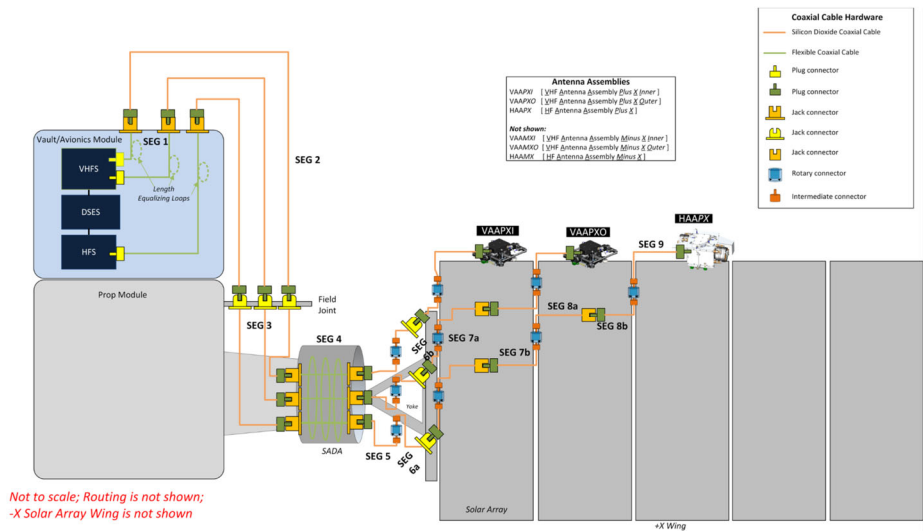 Coaxial Cable Hardware
Silicon Dioxide Coaxial Cable
Flexible Coaxial Cable
Plug connector
Plug connector
Jack connector
Jack connector
Jack connector
Rotary connector
Intermediate connector
Antenna Assemblies
VAAPXI [ VHF Antenna Assembly Plus X Inner ]
VAAPXO [ VHF Antenna Assembly Plus X Outer ]
HAAPX [ HF Antenna Assembly Plus X ]
Not shown:
VAAMXI [ VHF Antenna Assembly Minus X Inner ]
VAAMXO [ VHF Antenna Assembly Minus X Outer ]
HAAMX [ HF Antenna Assembly Minus X ]
Vault/Avionics Module
SEG 1
SEG 2
VHFS
Length
Equalizing Loops
DSES
HFS
Prop Module
Field
Joint
SEG 3
SEG 4
SADA
SEG 5
Yoke
SEG
6a
SEG
6b
SEG 7a
SEG 7b
SEG 8a
SEG 8b
SEG 9
VAAPXI
VAAPXO
HAAPX
Solar Array
+X Wing
Not to scale; Routing is not shown;
-X Solar Array Wing is not shown